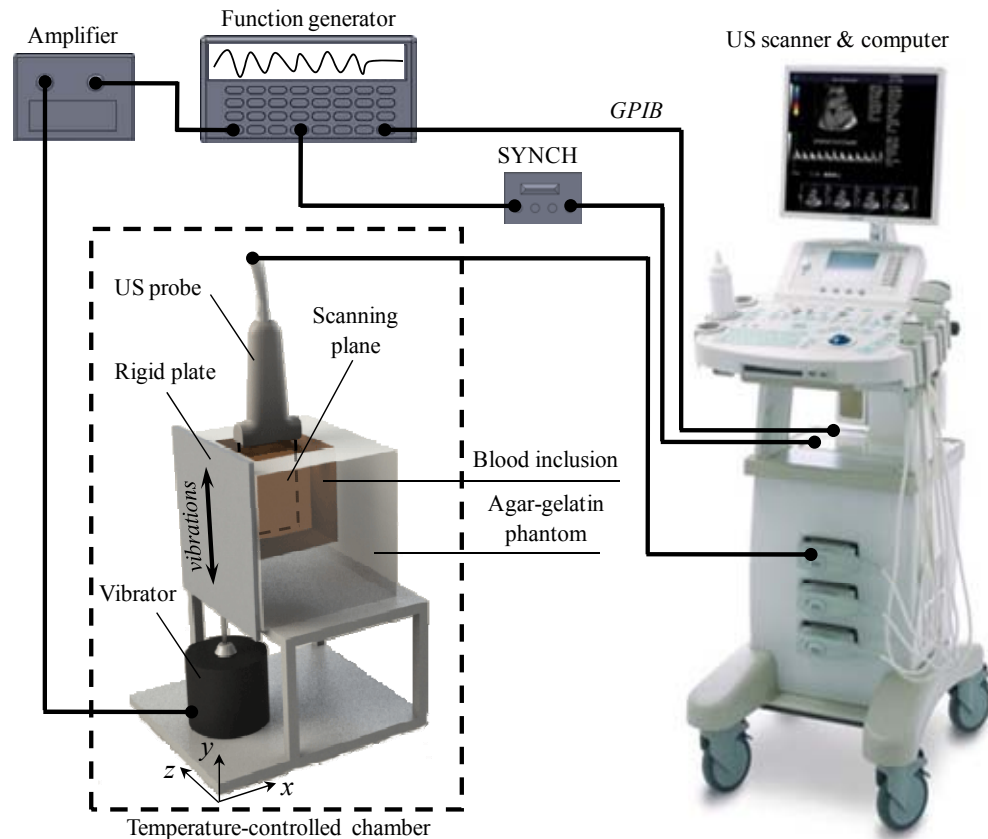 Function generator
Amplifier
US scanner & computer
GPIB
SYNCH
US probe
Scanning
plane
Rigid plate
Blood inclusion
Agar-gelatin
phantom
vibrations
Vibrator
y
z
x
Temperature-controlled chamber